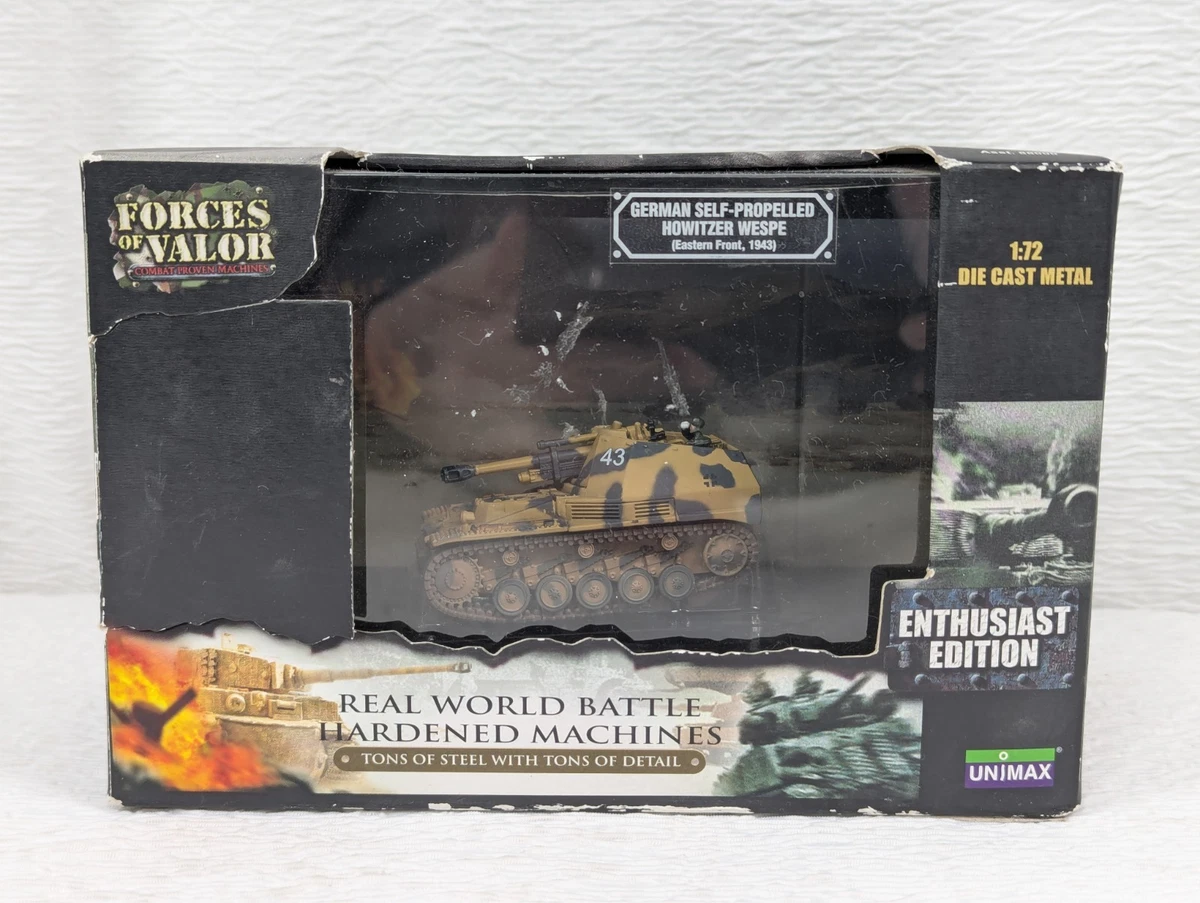 FORCES
OF VALOR
COMBAT PROVEN MACHINES
GERMAN SELF-PROPELLED
HOWITZER WESPE
(Eastern Front, 1943)
1:72
DIE CAST METAL
43
ENTHUSIAST
EDITION
REAL WORLD BATTLE
HARDENED MACHINES
TONS OF STEEL WITH TONS OF DETAIL
UNIMAX